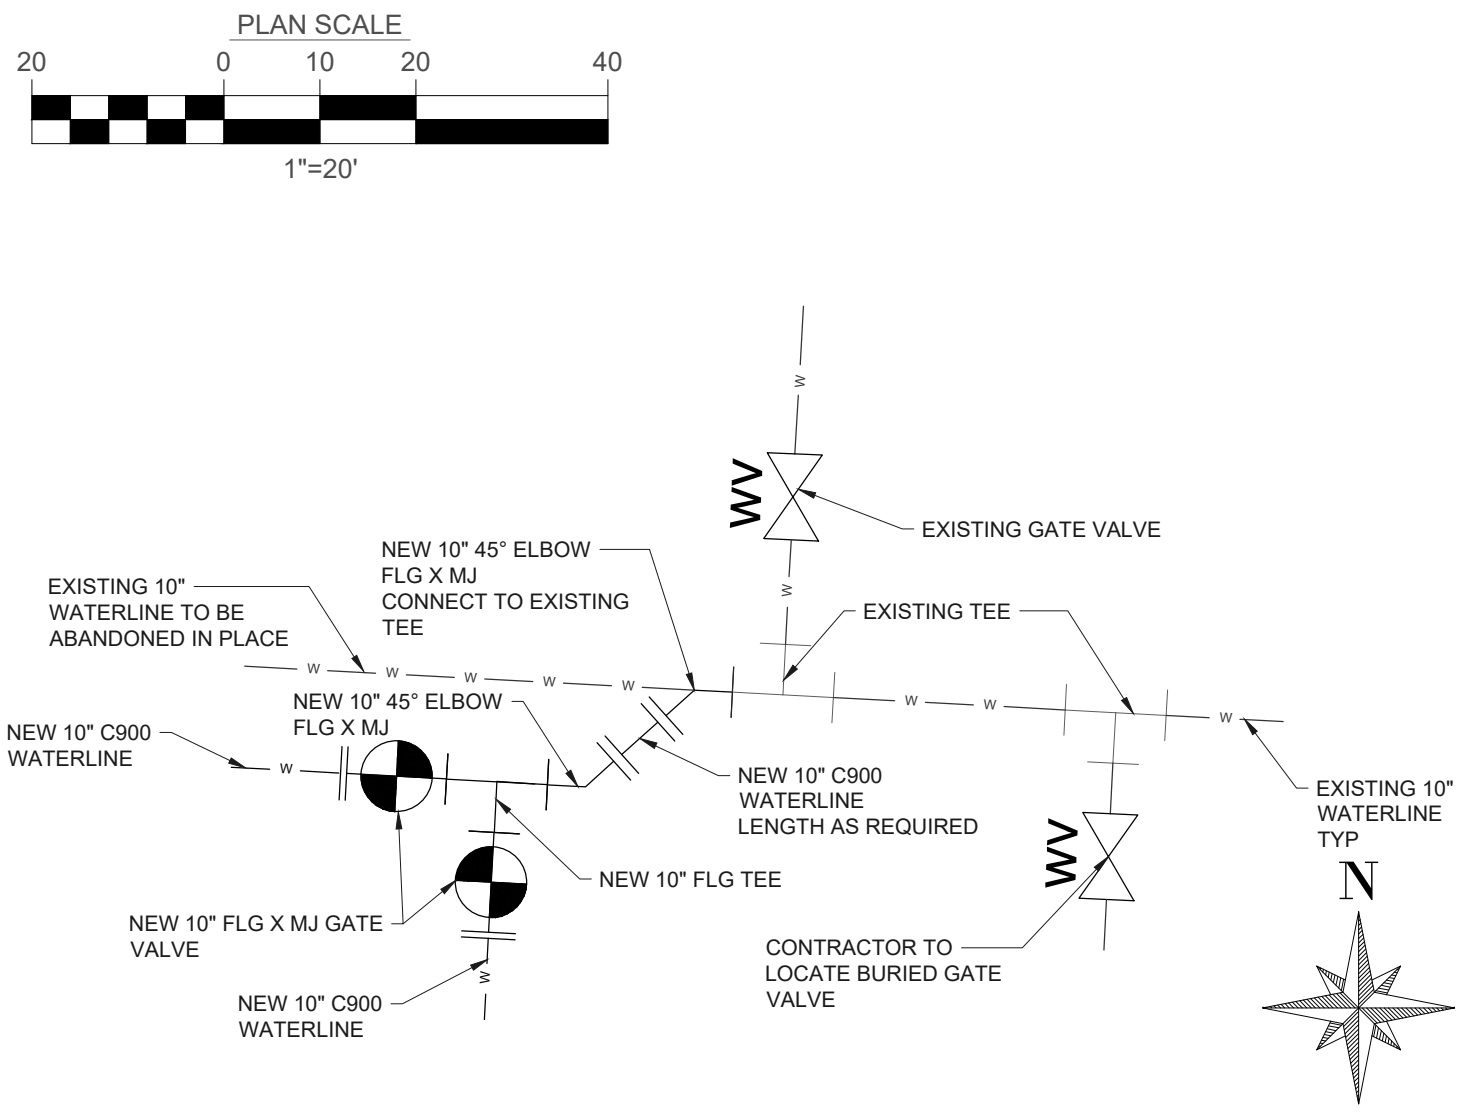 PLAN SCALE
20 0 10 20 40
1"=20'
W
WV
EXISTING GATE VALVE
NEW 10" 45° ELBOW
FLG X MJ
CONNECT TO EXISTING
TEE
EXISTING 10"
WATERLINE TO BE
ABANDONED IN PLACE
W
EXISTING TEE
W W W W W
W W
W
NEW 10" 45° ELBOW
FLG X MJ
NEW 10" C900
WATERLINE
W
NEW 10" C900
WATERLINE
LENGTH AS REQUIRED
EXISTING 10"
WATERLINE
TYP
WV
NEW 10" FLG TEE
N
NEW 10" FLG X MJ GATE
VALVE
CONTRACTOR TO
LOCATE BURIED GATE
VALVE
W
NEW 10" C900
WATERLINE